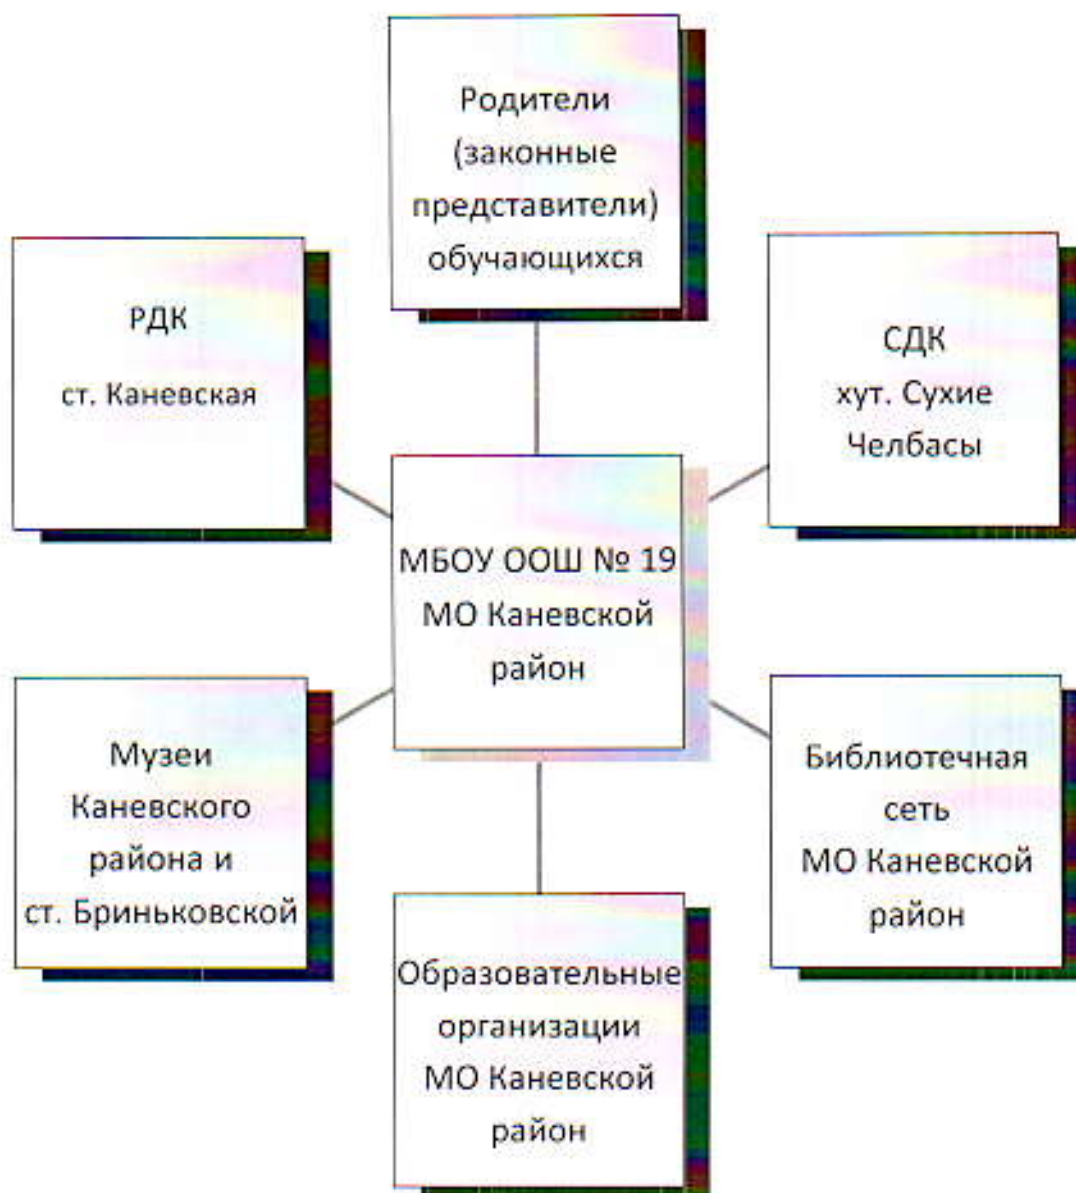 Родители
(законные
представители)
обучающихся
РДК
ст. Каневская
СДК
хут. Сухие
Челбасы
МБОУ ООШ № 19
МО Каневской
район
Музеи
Каневского
района и
ст. Бриньковской
Библиотечная
сеть
МО Каневской
район
Образовательные
организации
МО Каневской
район